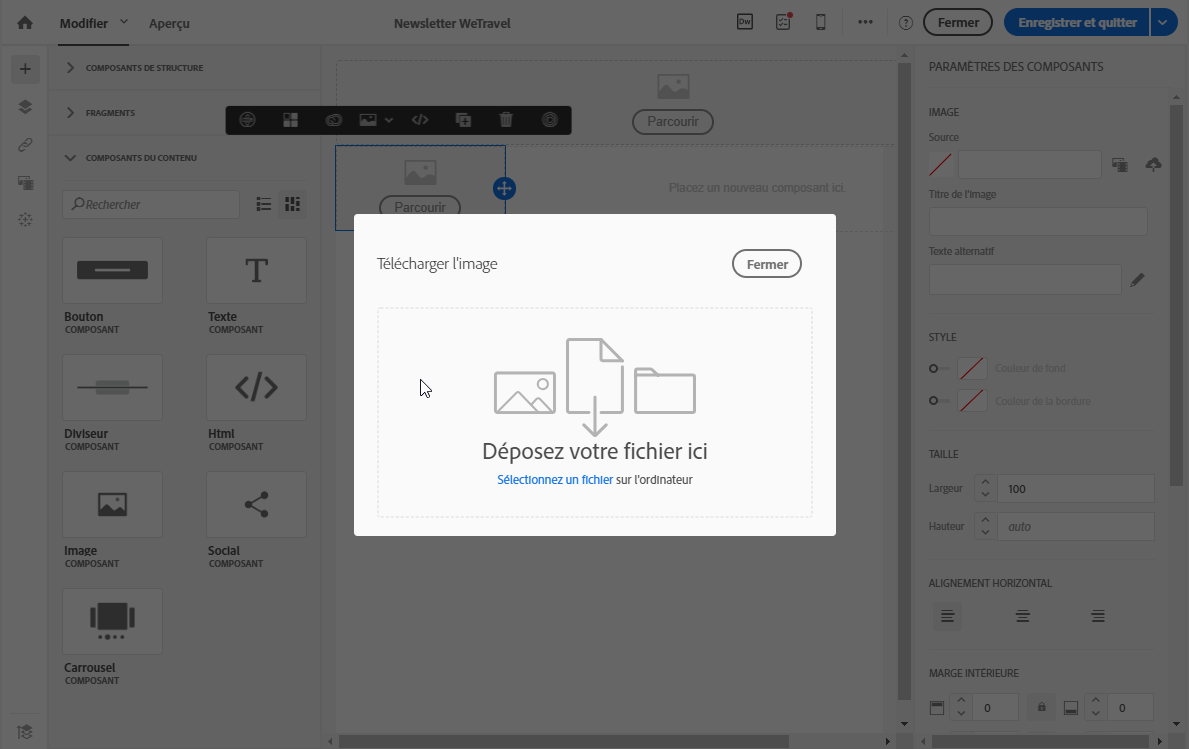 Modifier
Aperçu
Newsletter WeTravel
Dw
Fermer
Enregistrer et quitter
COMPOSANTS DE STRUCTURE
FRAGMENTS
COMPOSANTS DU CONTENU
Rechercher
Bouton
COMPOSANT
Texte
COMPOSANT
Diviseur
COMPOSANT
Html
COMPOSANT
Image
COMPOSANT
Social
COMPOSANT
Carrousel
COMPOSANT
Parcourir
Parcourir
Placez un nouveau composant ici.
Télécharger l'image
Fermer
Déposez votre fichier ici
Sélectionnez un fichier sur l'ordinateur
PARAMÈTRES DES COMPOSANTS
IMAGE
Source
Titre de l'image
Texte alternatif
STYLE
Couleur de fond
Couleur de la bordure
TAILLE
Largeur
100
Hauteur
auto
ALIGNEMENT HORIZONTAL
MARGE INTÉRIEURE
0
0